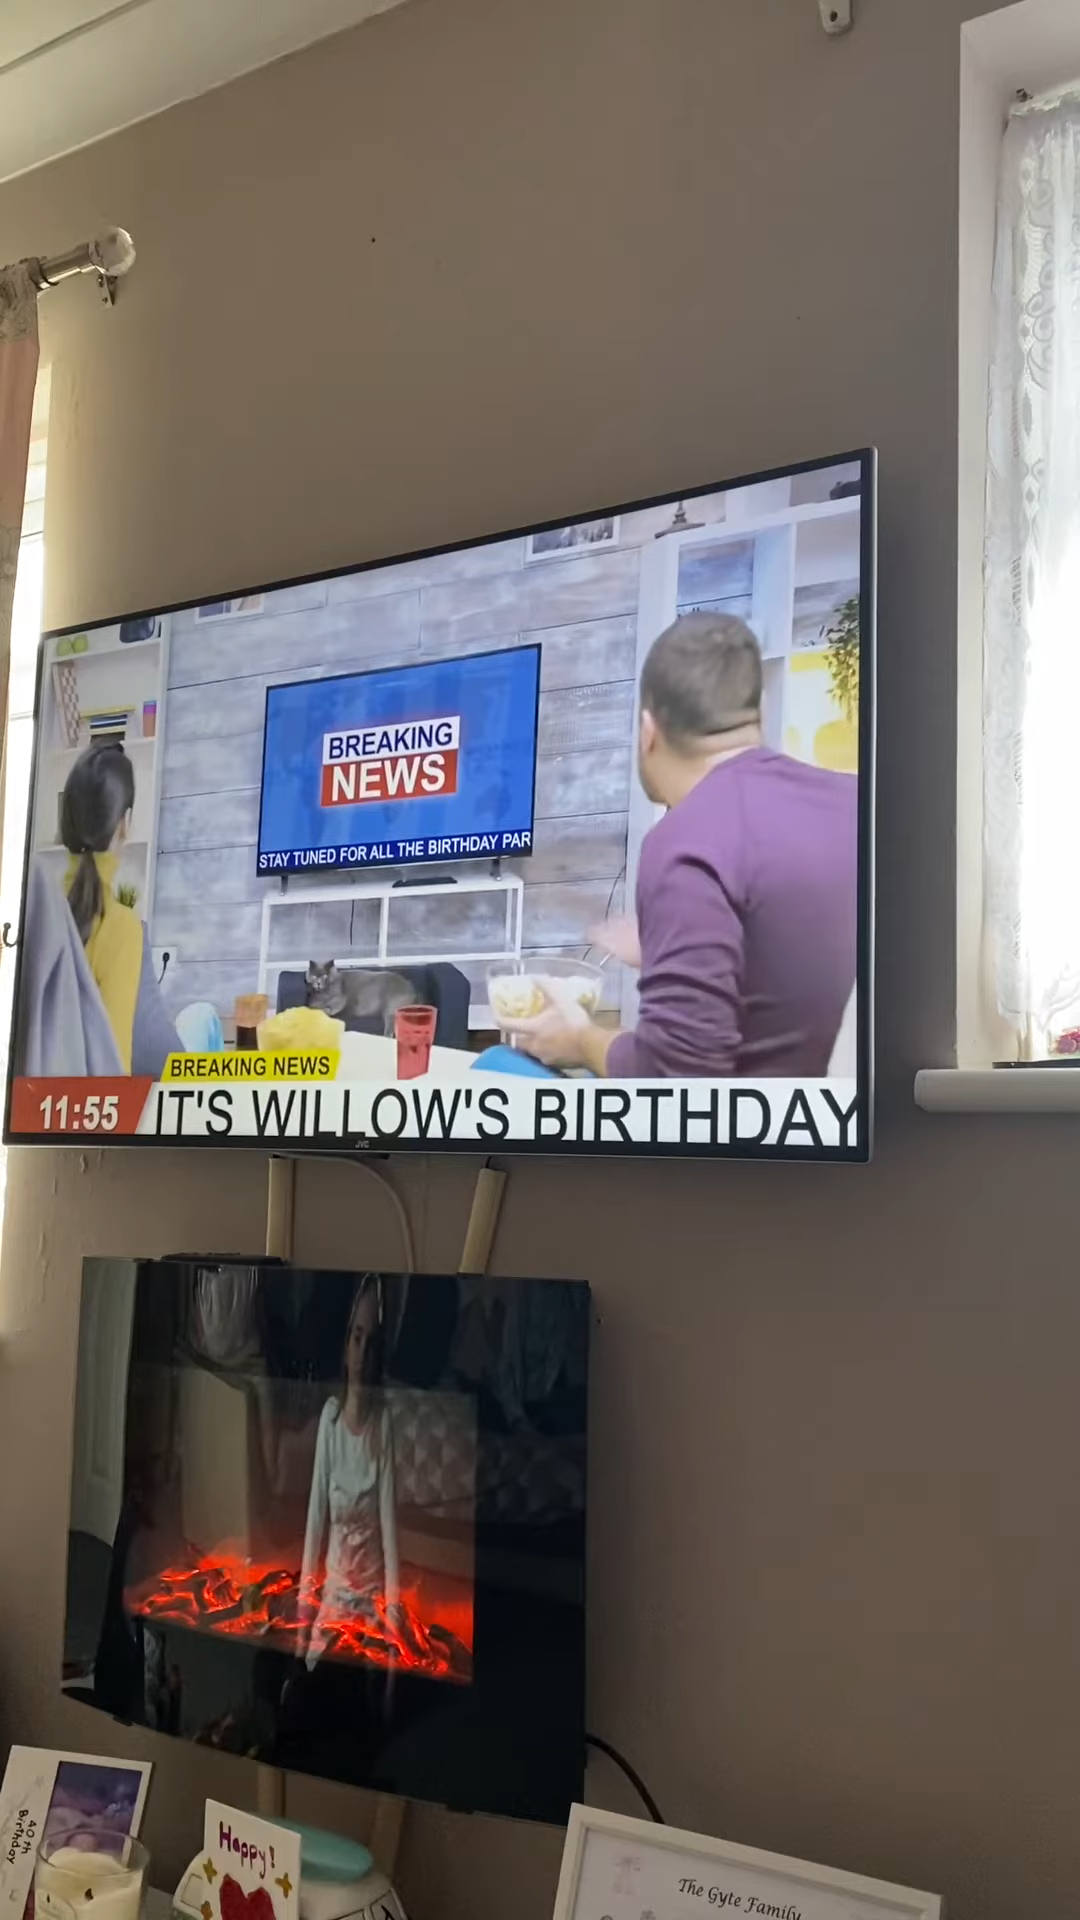 BREAKING
NEWS
STAY TUNED FOR ALL THE BIRTHDAY PAR
BREAKING NEWS
11:55
IT'S WILLOW'S BIRTHDAY
JVC
40th
Birthday
Happy!
The Gyte Family